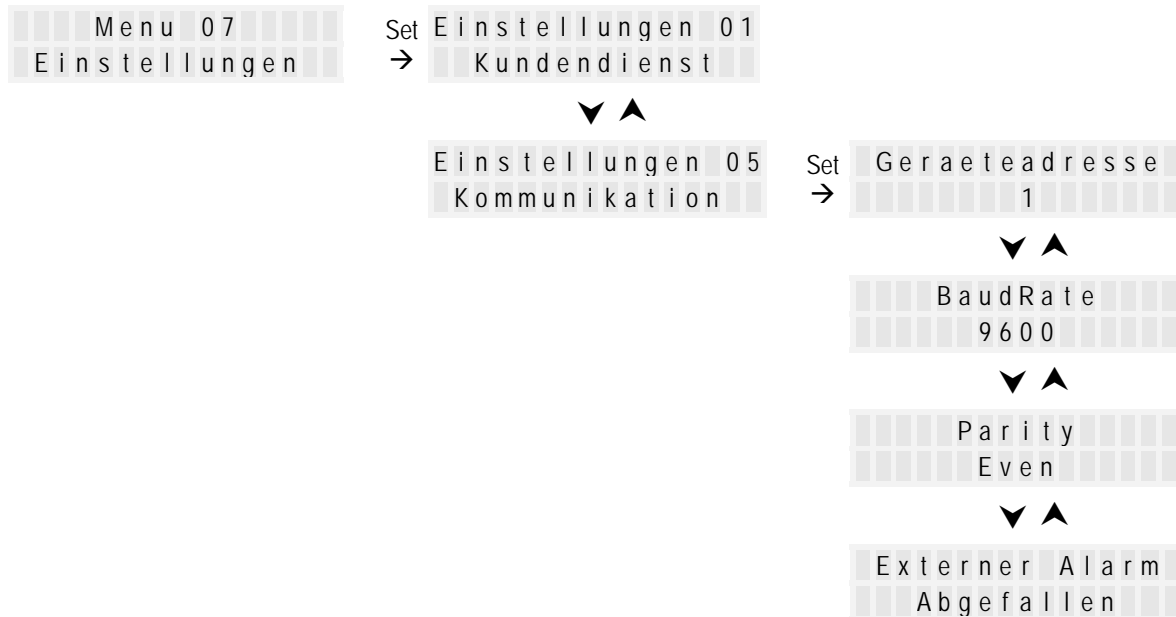 Menu 07
Einstellungen
Set
→
Einstellungen 01
Kundendienst
Einstellungen 05
Kommunikation
Set
→
Geraeteadresse
1
BaudRate
9600
Parity
Even
Externer Alarm
Abgefallen